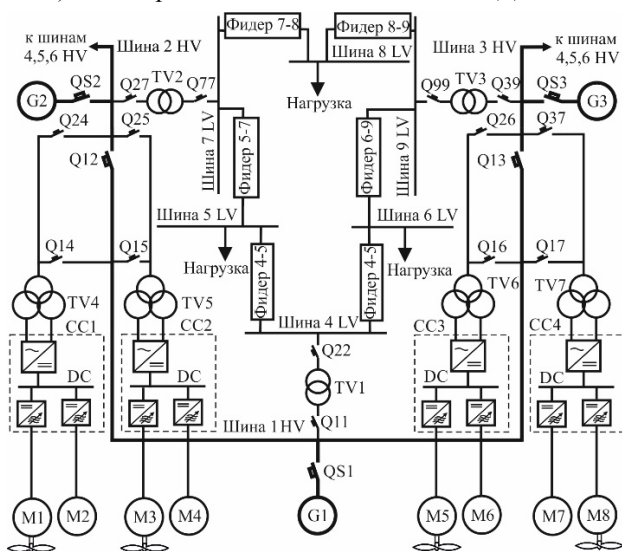 к шинам
4,5,6 HV
Шина 2 HV
Фидер 7-8
Фидер 8-9
Шина 8 LV
Шина 3 HV
к шинам
4,5,6 HV
QS2
Q27
TV2
Q77
Нагрузка
Q99
TV3
Q39
QS3
G2
G3
Q24
Q25
Q12
Шина 7 LV
Фидер 5-7
Фидер 6-9
Шина 9 LV
Q26
Q37
Q13
Шина 5 LV
Шина 6 LV
Q14
Q15
Нагрузка
Фидер 4-5
Фидер 4-5
Нагрузка
Q16
Q17
TV4
TV5
TV6
TV7
CC1
CC2
Шина 4 LV
CC3
CC4
Q22
DC
DC
TV1
DC
DC
Шина 1HV
Q11
QS1
M1
M2
M3
M4
G1
M5
M6
M7
M8